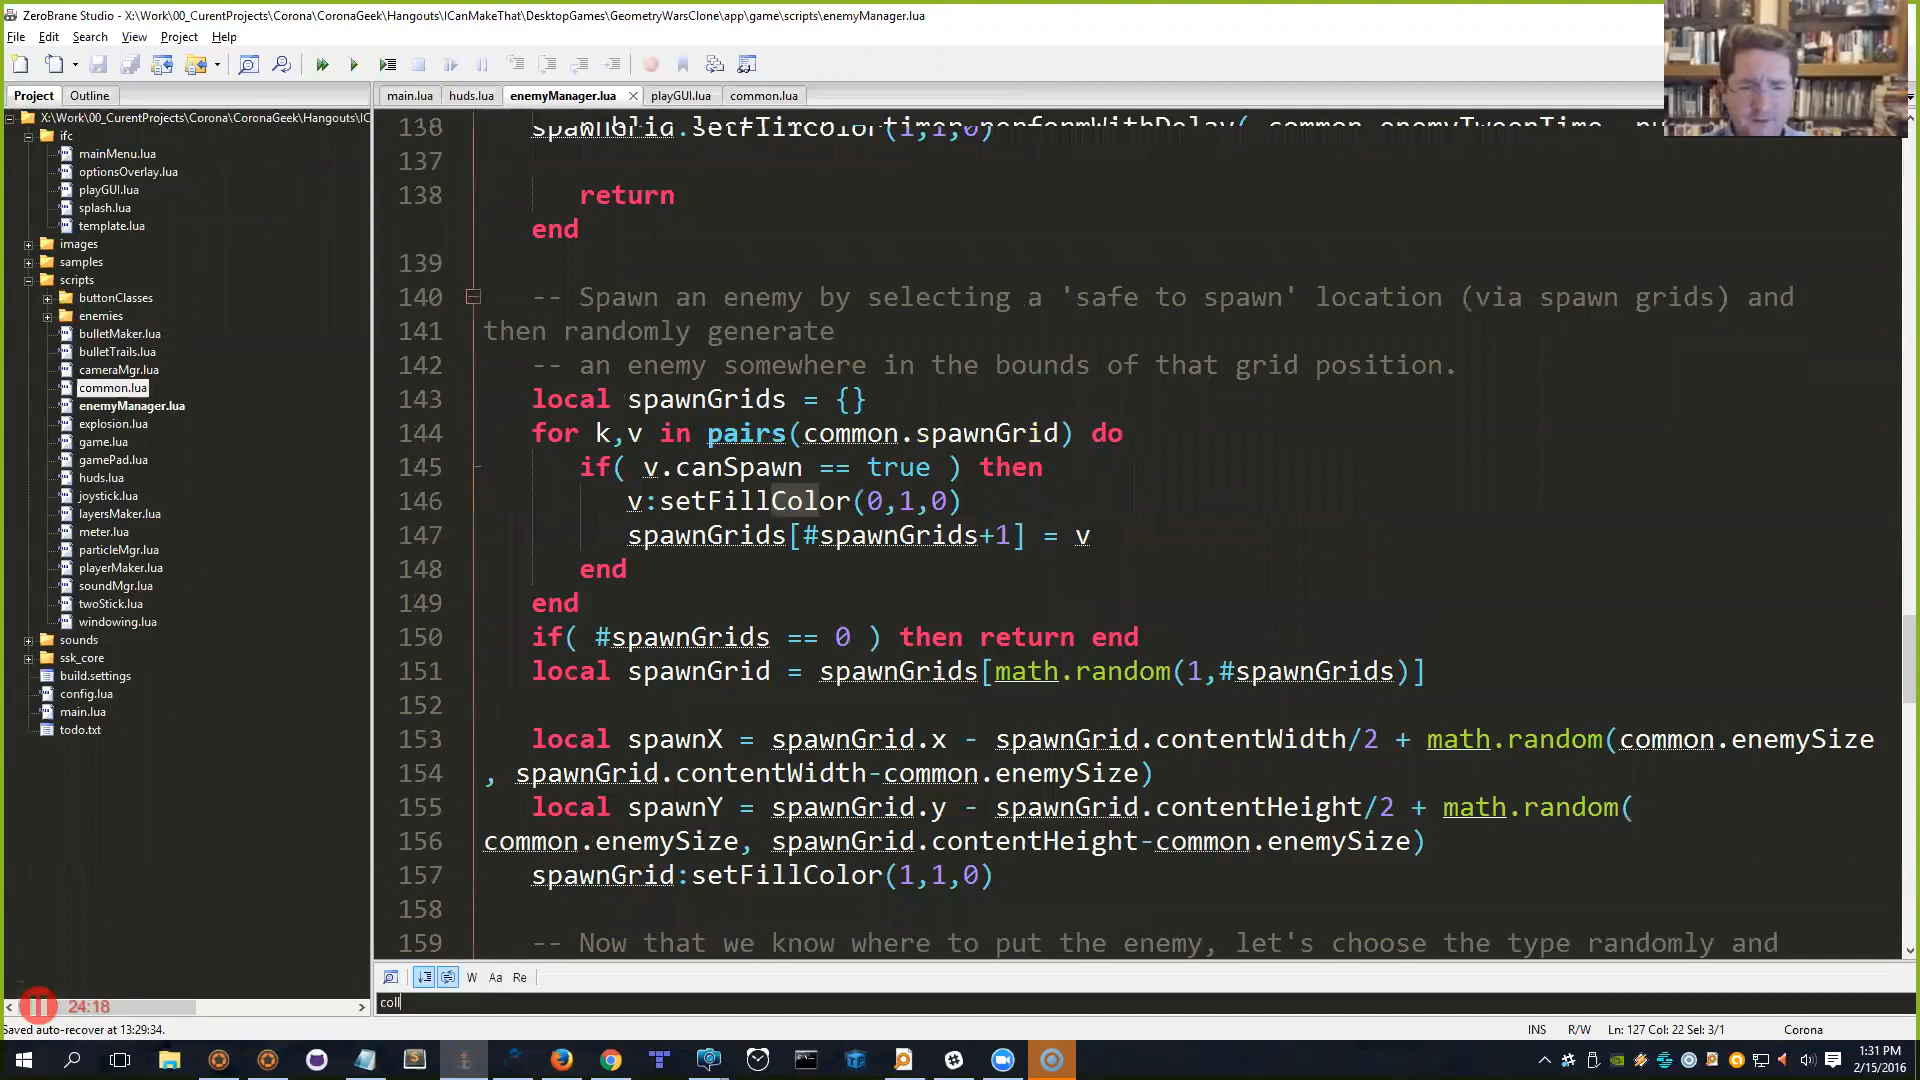 ZeroBrane Studio - X:\Work\00_CurentProjects\Corona\CoronaGeek\Hangouts\ICanMakeThat\DesktopGames\GeometryWarsClone\app\game\scripts\enemyManager.lua
File Edit Search View Project Help
Project Outline
main.lua huds.lua enemyManager.lua playGUI.lua common.lua
X:\Work\00_CurentProjects\Corona\CoronaGeek\Hangouts\IC
ifc
mainMenu.lua
optionsOverlay.lua
playGUI.lua
splash.lua
template.lua
images
samples
scripts
buttonClasses
enemies
bulletMaker.lua
bulletTrails.lua
cameraMgr.lua
common.lua
enemyManager.lua
explosion.lua
game.lua
gamePad.lua
huds.lua
joystick.lua
layersMaker.lua
meter.lua
particleMgr.lua
playerMaker.lua
soundMgr.lua
twoStick.lua
windowing.lua
sounds
ssk_core
build.settings
config.lua
main.lua
todo.txt
137
138 return
end
139
140 -- Spawn an enemy by selecting a 'safe to spawn' location (via spawn grids) and
141 then randomly generate
142 -- an enemy somewhere in the bounds of that grid position.
143 local spawnGrids = {}
144 for k,v in pairs(common.spawnGrid) do
145 if( v.canSpawn == true ) then
146 v:setFillColor(0,1,0)
147 spawnGrids[#spawnGrids+1] = v
148 end
149 end
150 if( #spawnGrids == 0 ) then return end
151 local spawnGrid = spawnGrids[math.random(1,#spawnGrids)]
152
153 local spawnX = spawnGrid.x - spawnGrid.contentWidth/2 + math.random(common.enemySize
154 , spawnGrid.contentWidth-common.enemySize)
155 local spawnY = spawnGrid.y - spawnGrid.contentHeight/2 + math.random(
156 common.enemySize, spawnGrid.contentHeight-common.enemySize)
157 spawnGrid:setFillColor(1,1,0)
158
159 -- Now that we know where to put the enemy, let's choose the type randomly and
W Aa Re
coll
24:18
Saved auto-recover at 13:29:34.
INS R/W Ln: 127 Col: 22 Sel: 3/1 Corona
1:31 PM
2/15/2016